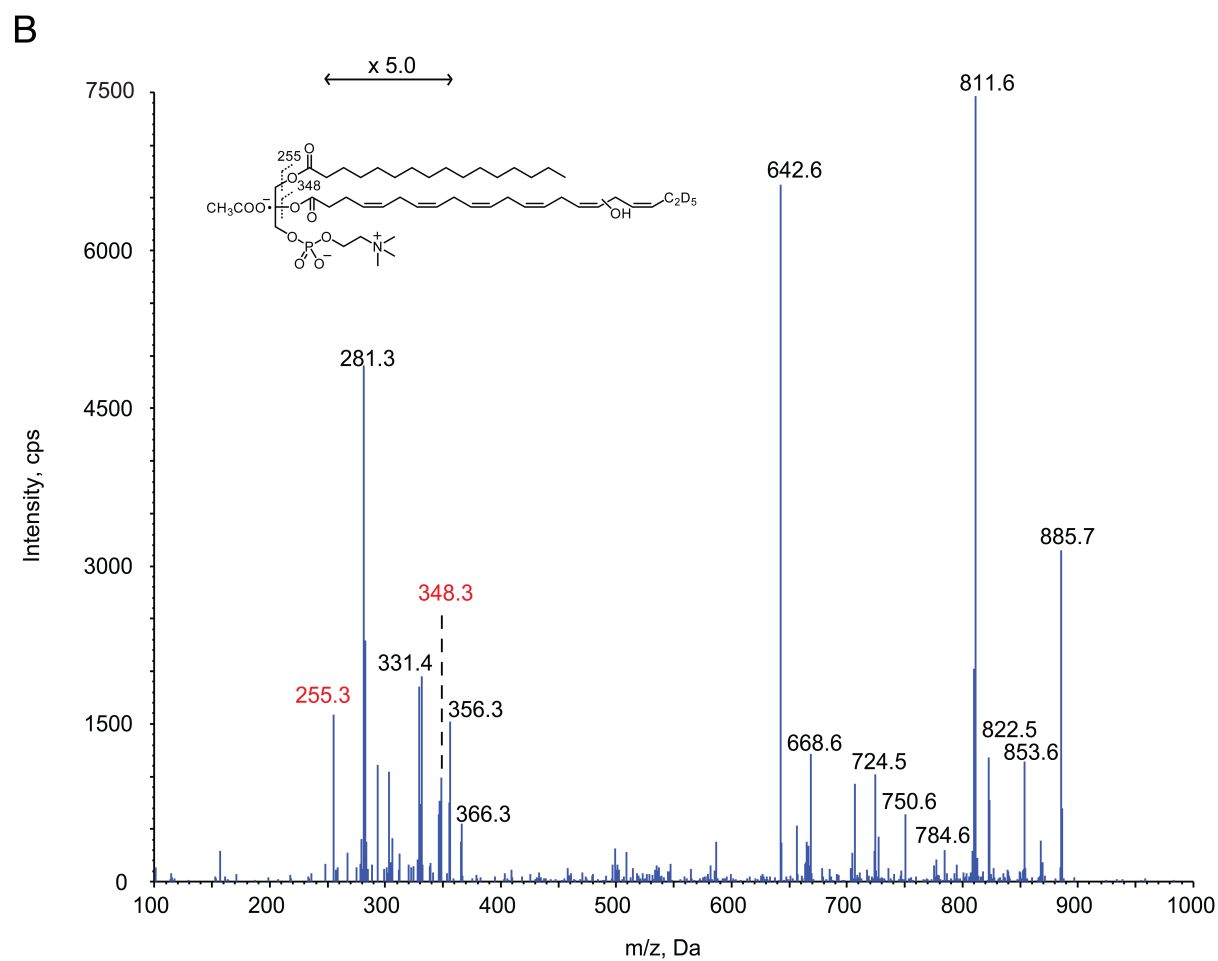 B
x 5.0
7500
6000
4500
3000
1500
0
Intensity, cps
255
O
O
348
CH3COO•
−
O
O
OH
C2D5
O
P
O
N
+
O
O
−
811.6
642.6
281.3
885.7
348.3
331.4
255.3
356.3
668.6
724.5
822.5
853.6
750.6
366.3
784.6
100 200 300 400 500 600 700 800 900 1000
m/z, Da